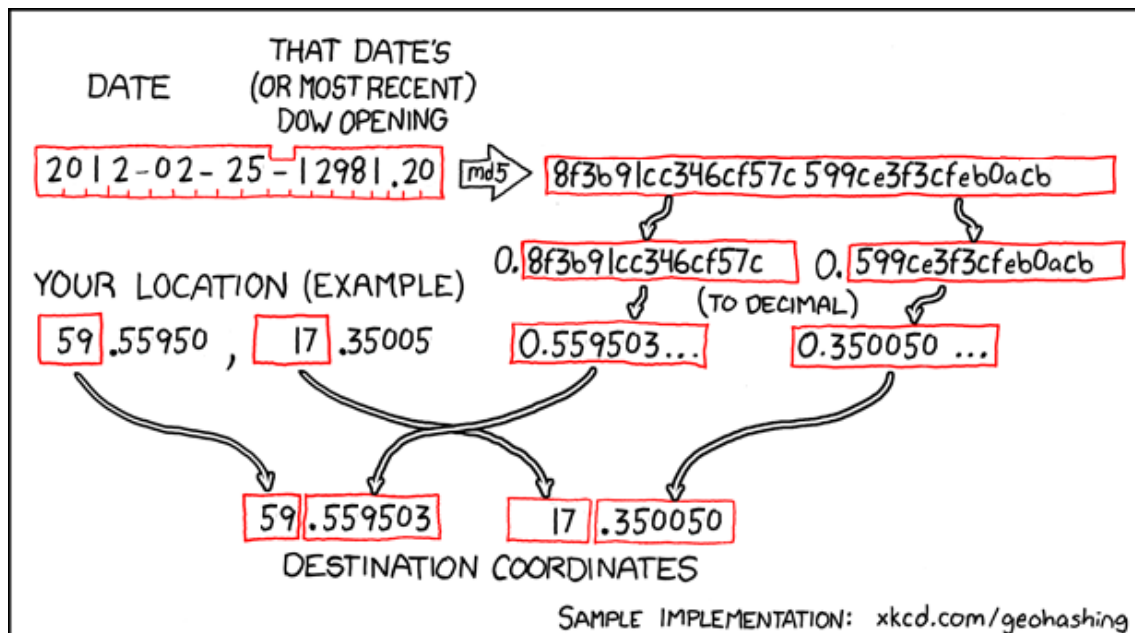 DATE
THAT DATE'S
(OR MOST RECENT)
DOW OPENING
2012-02-25-12981.20
md5
8f3b91cc346cf57c599ce3f3cfeb0acb
0.8f3b91cc346cf57c
0.599ce3f3cfeb0acb
YOUR LOCATION (EXAMPLE)
(TO DECIMAL)
59.55950, 17.35005
0.559503...
0.350050...
59.559503
17.350050
DESTINATION COORDINATES
SAMPLE IMPLEMENTATION: xkcd.com/geohashing